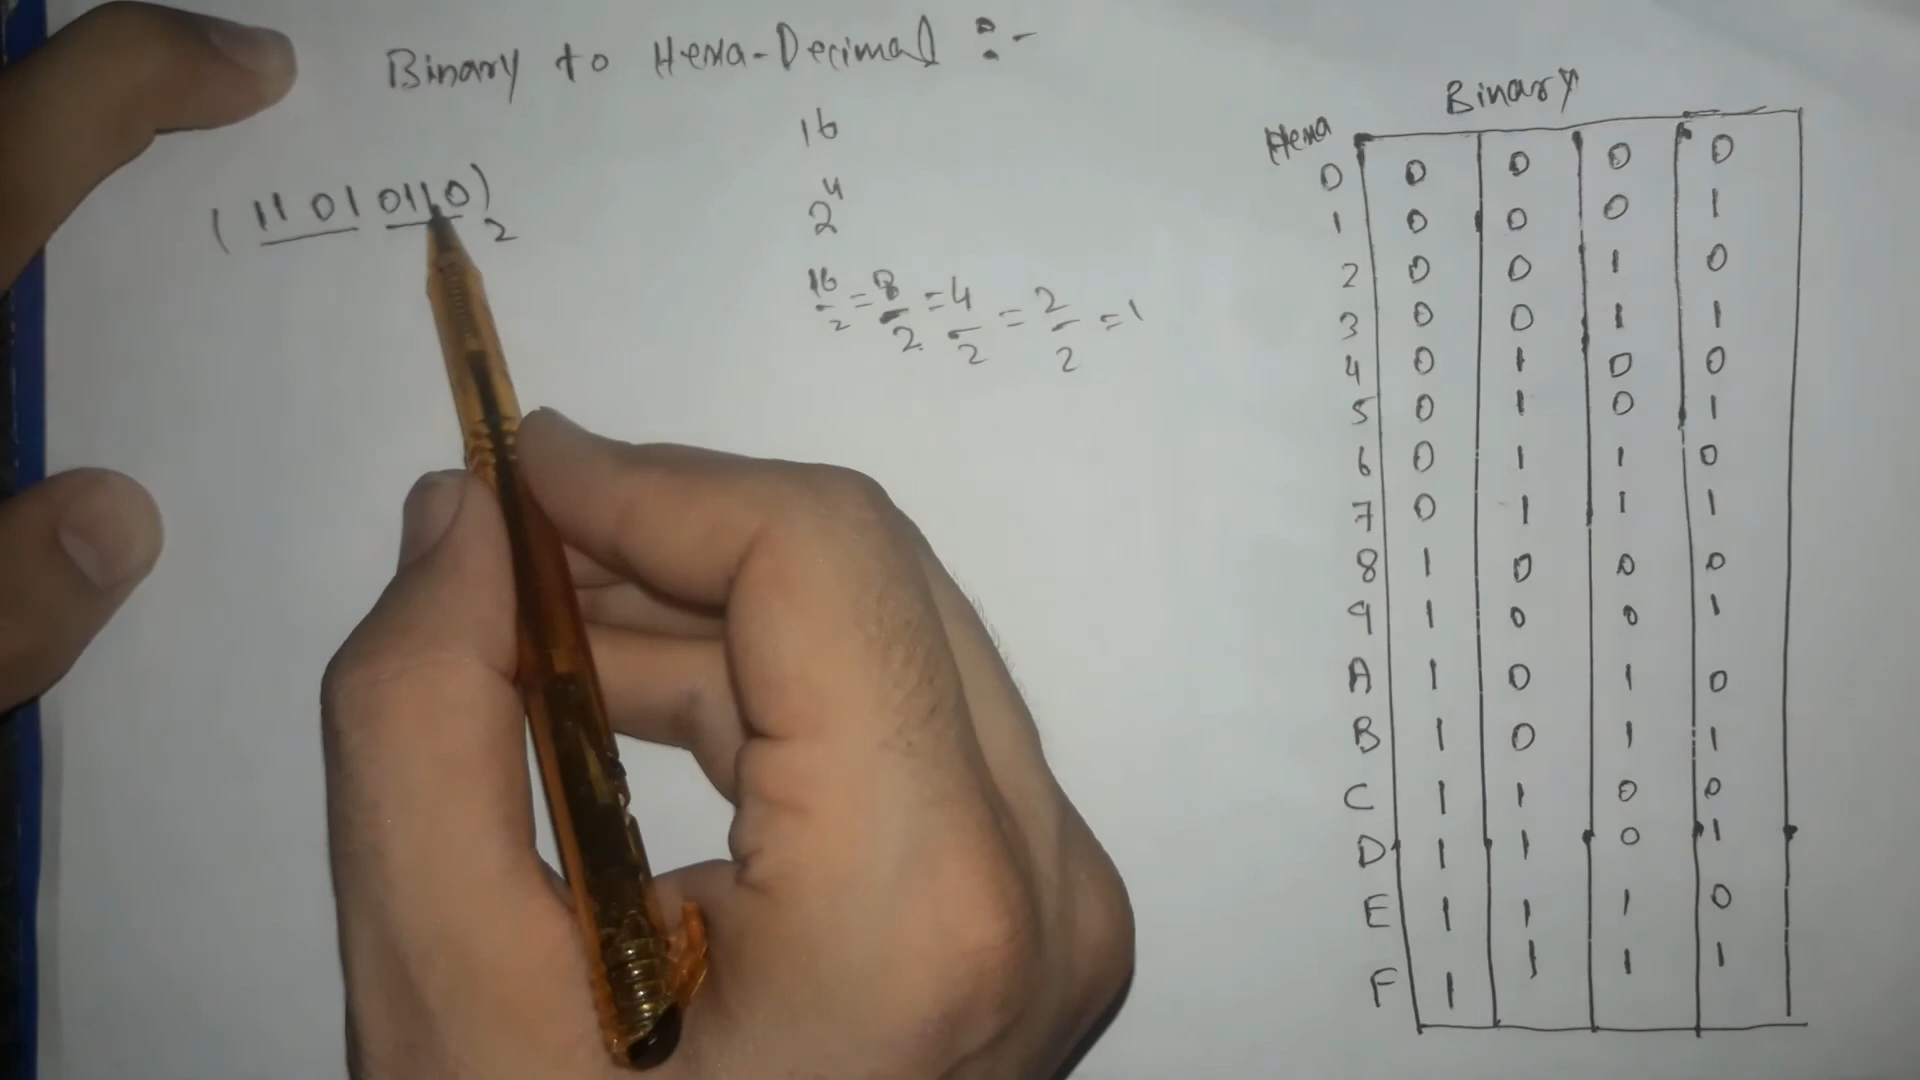 Binary to Hexa-Decimal :-
(1101 0110)2
16
2^4
16/2 = 8/2 = 4/2 = 2/2 = 1
Binary
Hexa
0 0 0 0 0
1 0 0 0 1
2 0 0 1 0
3 0 0 1 1
4 0 1 0 0
5 0 1 0 1
6 0 1 1 0
7 0 1 1 1
8 1 0 0 0
9 1 0 0 1
A 1 0 1 0
B 1 0 1 1
C 1 1 0 0
D 1 1 0 1
E 1 1 1 0
F 1 1 1 1